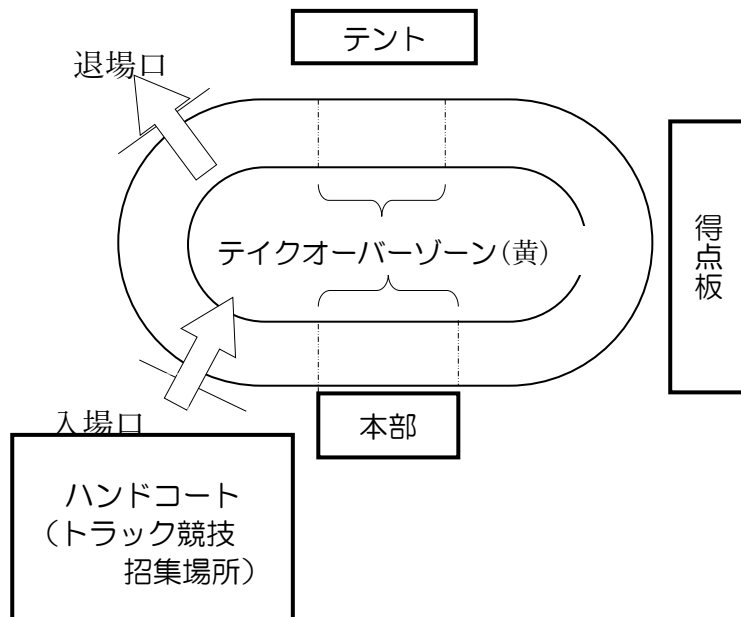 テント
退場口
得点板
テイクオーバーゾーン(黄)
入場口
本部
ハンドコート
(トラック競技
招集場所)